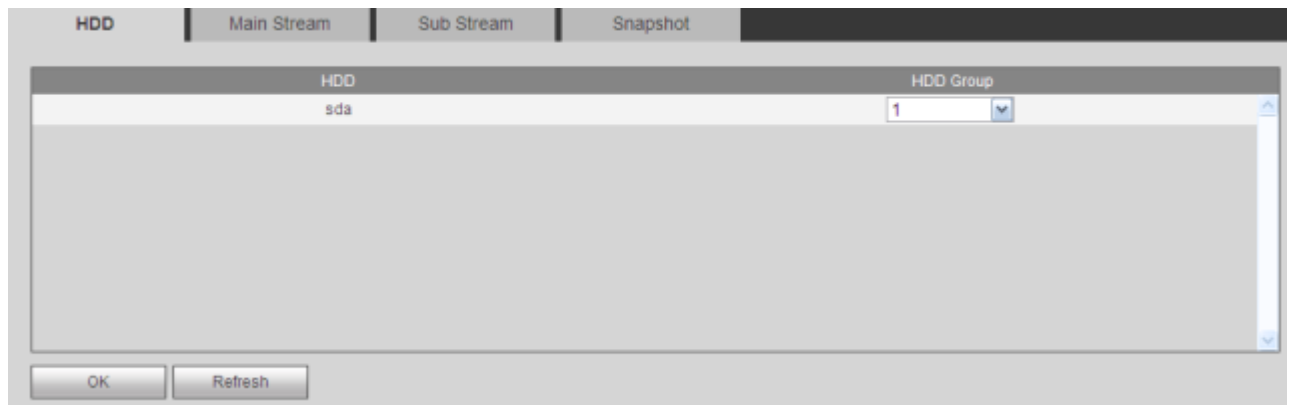 HDD Main Stream Sub Stream Snapshot
HDD HDD Group
sda 1
OK Refresh